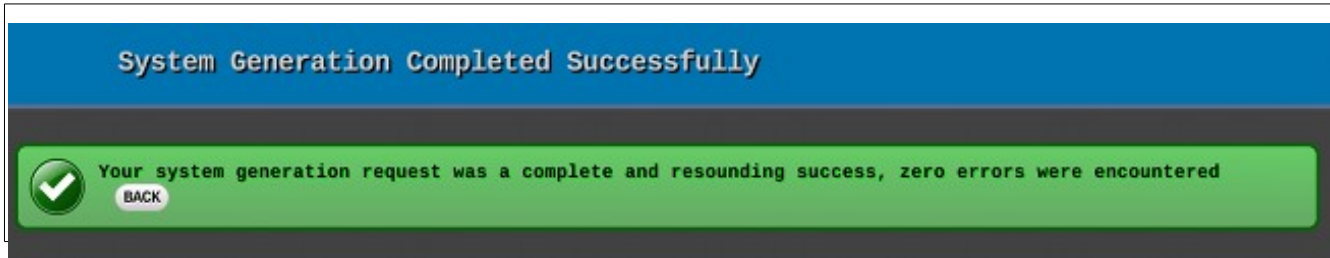 System Generation Completed Successfully
Your system generation request was a complete and resounding success, zero errors were encountered
BACK